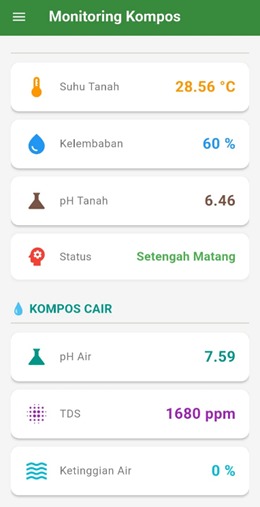 Monitoring Kompos
Suhu Tanah 28.56 °C
Kelembaban 60 %
pH Tanah 6.46
Status Setengah Matang
KOMPOS CAIR
pH Air 7.59
TDS 1680 ppm
Ketinggian Air 0 %